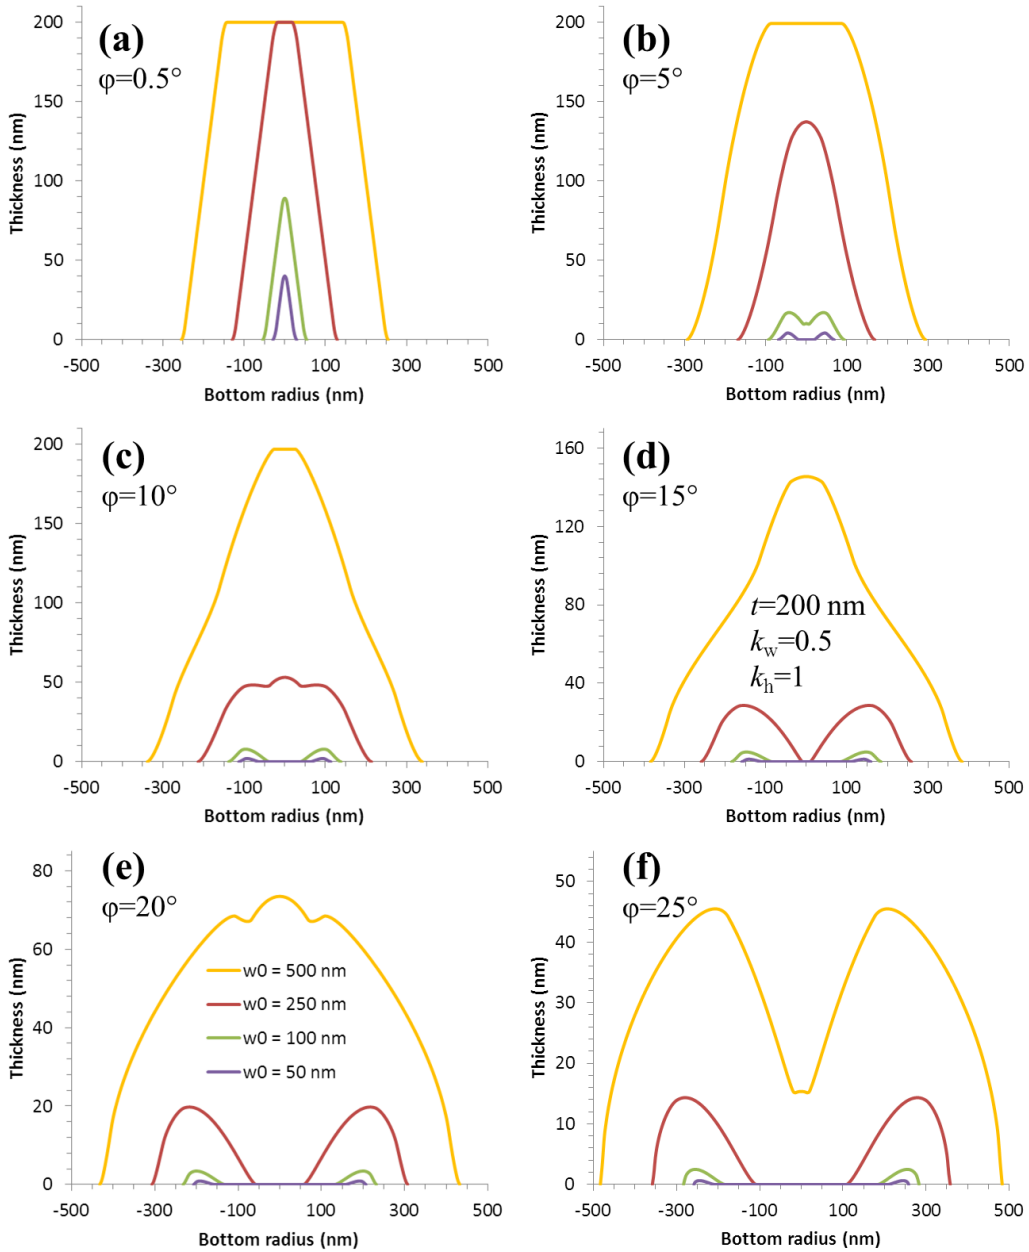 (a)
φ=0.5°
Thickness (nm)
200
150
100
50
0
-500 -300 -100 100 300 500
Bottom radius (nm)
(b)
φ=5°
Thickness (nm)
200
150
100
50
0
-500 -300 -100 100 300 500
Bottom radius (nm)
(c)
φ=10°
Thickness (nm)
200
150
100
50
0
-500 -300 -100 100 300 500
Bottom radius (nm)
(d)
φ=15°
Thickness (nm)
160
120
80
40
0
t=200 nm
kw=0.5
kh=1
-500 -300 -100 100 300 500
Bottom radius (nm)
(e)
φ=20°
Thickness (nm)
80
60
40
20
0
w0 = 500 nm
w0 = 250 nm
w0 = 100 nm
w0 = 50 nm
-500 -300 -100 100 300 500
Bottom radius (nm)
(f)
φ=25°
Thickness (nm)
50
40
30
20
10
0
-500 -300 -100 100 300 500
Bottom radius (nm)